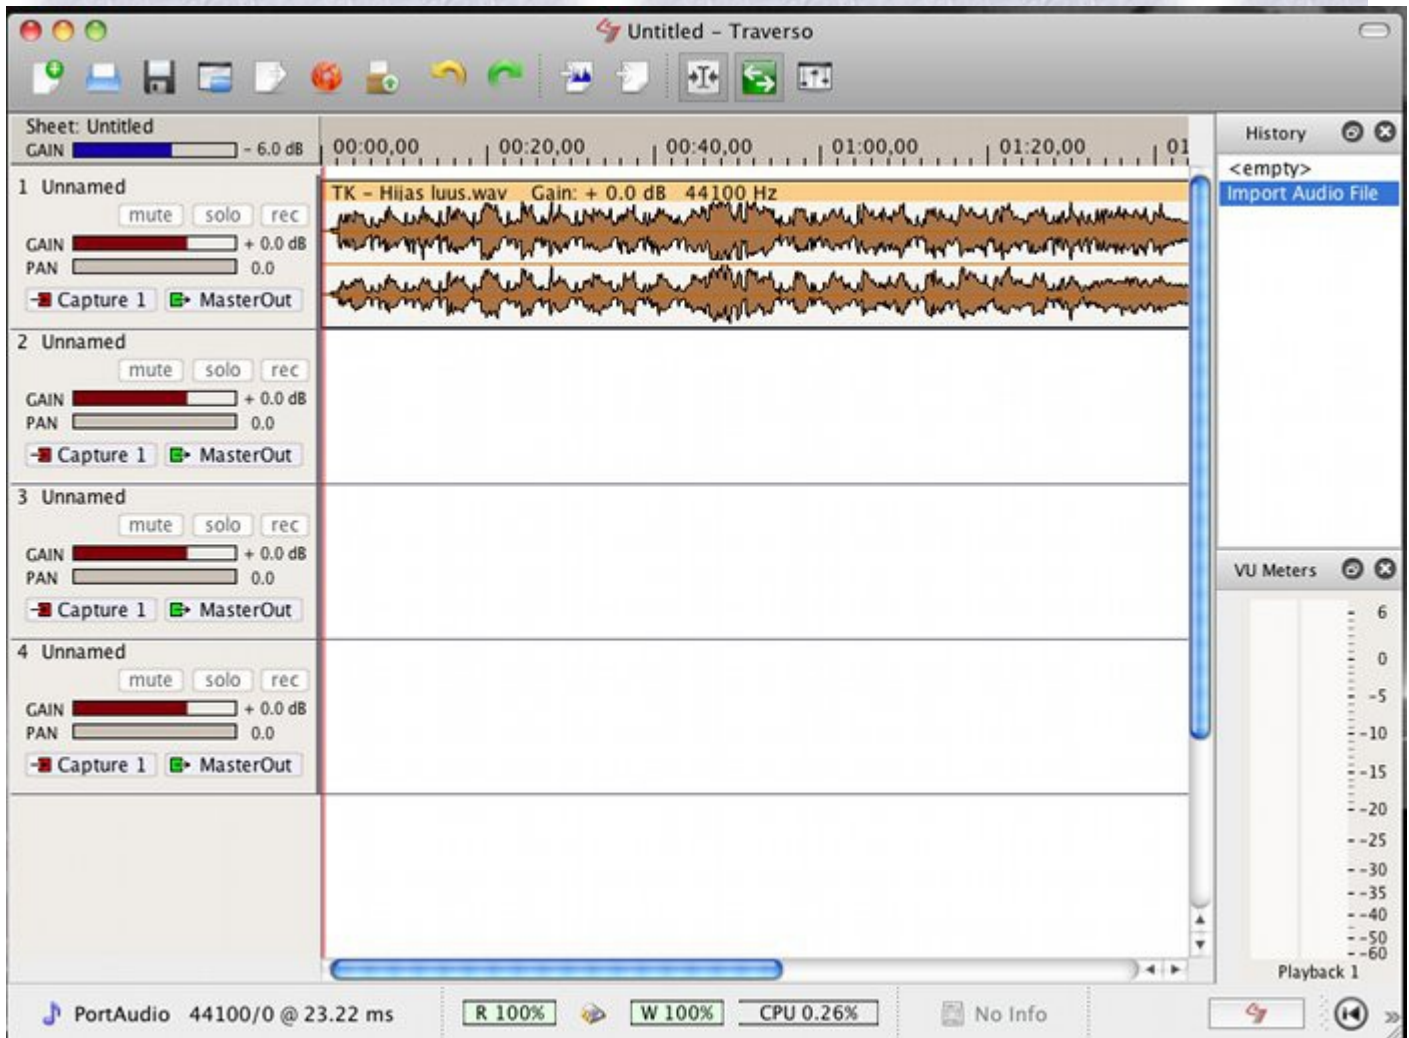 Untitled – Traverso
Sheet: Untitled
GAIN - 6.0 dB
00:00,00 00:20,00 00:40,00 01:00,00 01:20,00 01
History
<empty>
Import Audio File
1 Unnamed
mute solo rec
GAIN + 0.0 dB
PAN 0.0
Capture 1 MasterOut
TK – Hijas luus.wav Gain: + 0.0 dB 44100 Hz
2 Unnamed
mute solo rec
GAIN + 0.0 dB
PAN 0.0
Capture 1 MasterOut
3 Unnamed
mute solo rec
GAIN + 0.0 dB
PAN 0.0
Capture 1 MasterOut
4 Unnamed
mute solo rec
GAIN + 0.0 dB
PAN 0.0
Capture 1 MasterOut
VU Meters
6
0
-5
-10
-15
-20
-25
-30
-35
-40
-50
-60
Playback 1
PortAudio 44100/0 @ 23.22 ms R 100% W 100% CPU 0.26% No Info